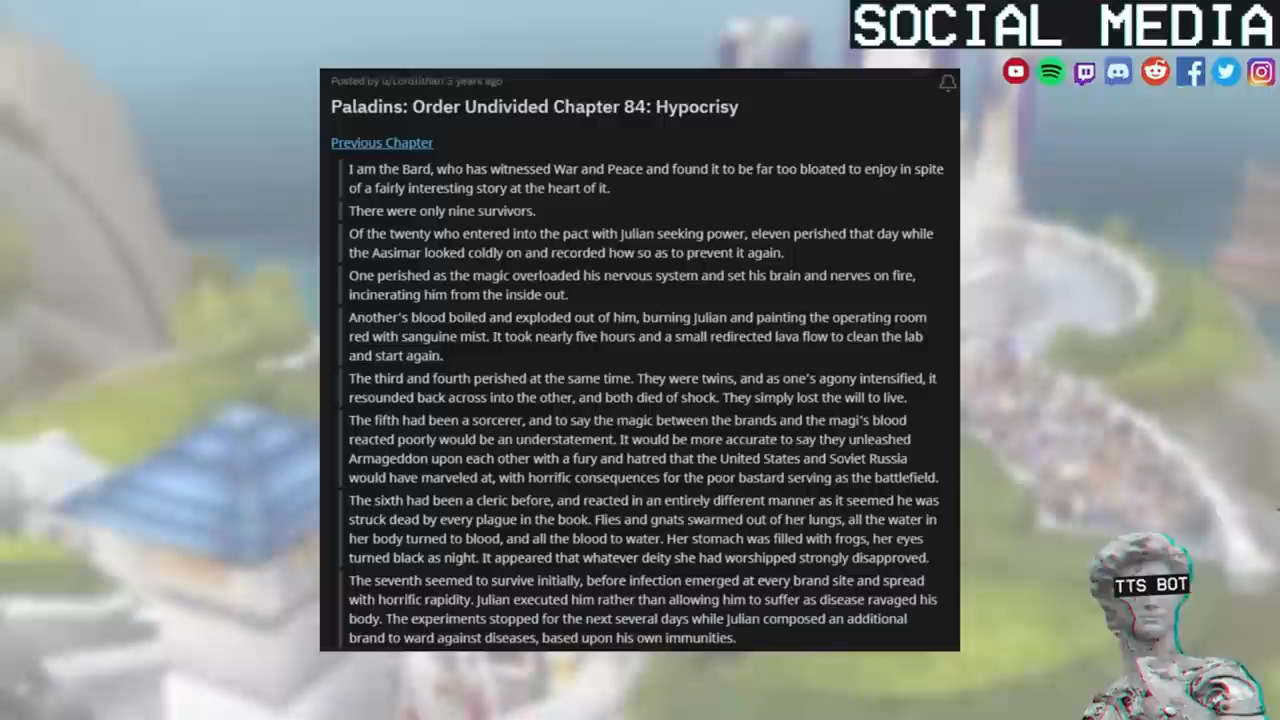 SOCIAL MEDIA
Posted by u/Lordlithan 3 years ago
Paladins: Order Undivided Chapter 84: Hypocrisy
Previous Chapter
I am the Bard, who has witnessed War and Peace and found it to be far too bloated to enjoy in spite
of a fairly interesting story at the heart of it.
There were only nine survivors.
Of the twenty who entered into the pact with Julian seeking power, eleven perished that day while
the Aasimar looked coldly on and recorded how so as to prevent it again.
One perished as the magic overloaded his nervous system and set his brain and nerves on fire,
incinerating him from the inside out.
Another's blood boiled and exploded out of him, burning Julian and painting the operating room
red with sanguine mist. It took nearly five hours and a small redirected lava flow to clean the lab
and start again.
The third and fourth perished at the same time. They were twins, and as one's agony intensified, it
resounded back across into the other, and both died of shock. They simply lost the will to live.
The fifth had been a sorcerer, and to say the magic between the brands and the magi's blood
reacted poorly would be an understatement. It would be more accurate to say they unleashed
Armageddon upon each other with a fury and hatred that the United States and Soviet Russia
would have marveled at, with horrific consequences for the poor bastard serving as the battlefield.
The sixth had been a cleric before, and reacted in an entirely different manner as it seemed he was
struck dead by every plague in the book. Flies and gnats swarmed out of her lungs, all the water in
her body turned to blood, and all the blood to water. Her stomach was filled with frogs, her eyes
turned black as night. It appeared that whatever deity she had worshipped strongly disapproved.
The seventh seemed to survive initially, before infection emerged at every brand site and spread
with horrific rapidity. Julian executed him rather than allowing him to suffer as disease ravaged his
body. The experiments stopped for the next several days while Julian composed an additional
brand to ward against diseases, based upon his own immunities.
TTS BOT